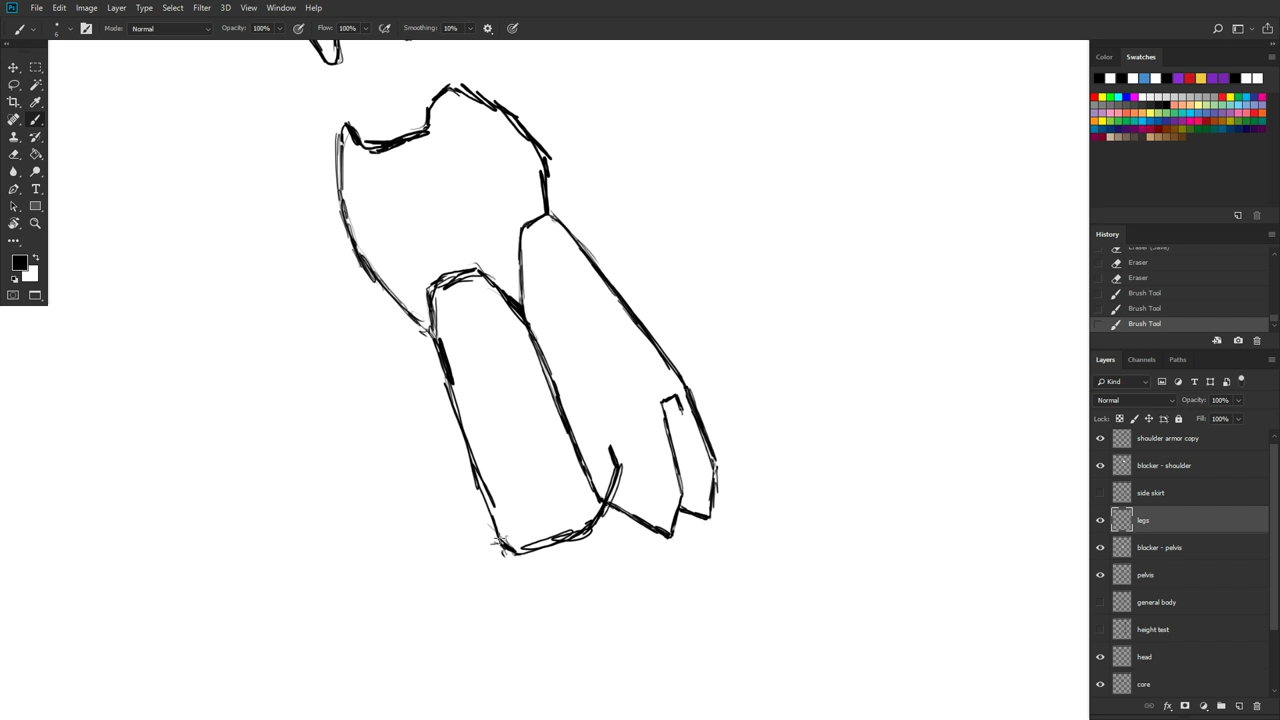 Ps File Edit Image Layer Type Select Filter 3D View Window Help
6 Mode: Normal Opacity: 100% Flow: 100% Smoothing: 10%
Color Swatches
History
Eraser
Eraser
Brush Tool
Brush Tool
Brush Tool
Layers Channels Paths
Kind
Normal Opacity: 100%
Lock: Fill: 100%
shoulder armor copy
blocker - shoulder
side skirt
legs
blocker - pelvis
pelvis
general body
height test
head
core
fx